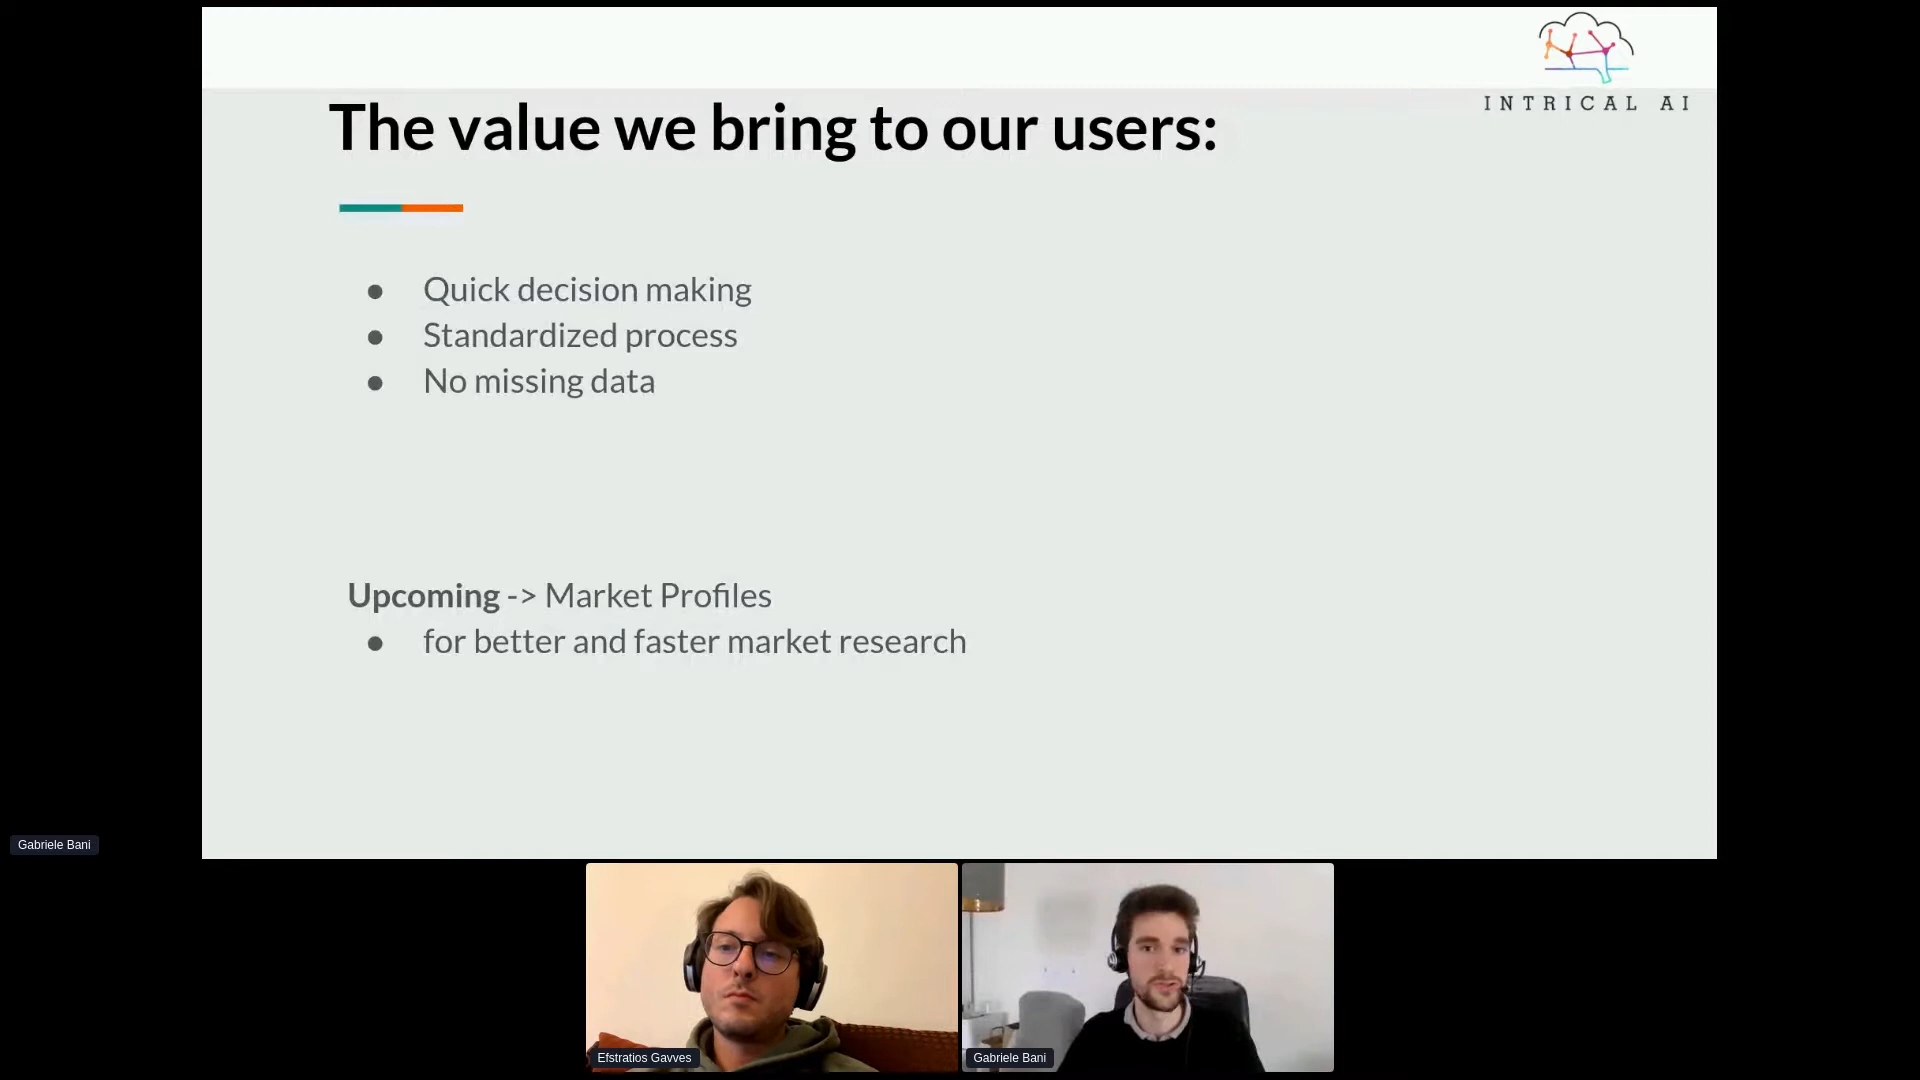 INTRICAL AI
The value we bring to our users:
● Quick decision making
● Standardized process
● No missing data
Upcoming -> Market Profiles
● for better and faster market research
Gabriele Bani
Efstratios Gavves
Gabriele Bani